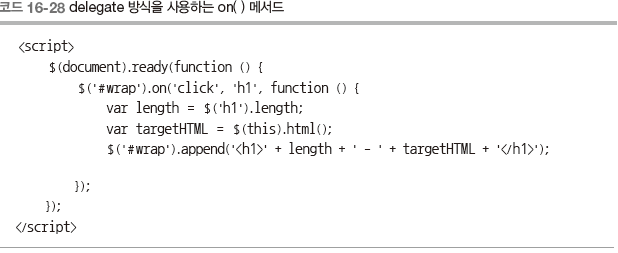 코드 16-28 delegate 방식을 사용하는 on( ) 메서드
<script>
$(document).ready(function () {
$('#wrap').on('click', 'h1', function () {
var length = $('h1').length;
var targetHTML = $(this).html();
$('#wrap').append('<h1>' + length + ' - ' + targetHTML + '</h1>');
});
});
</script>